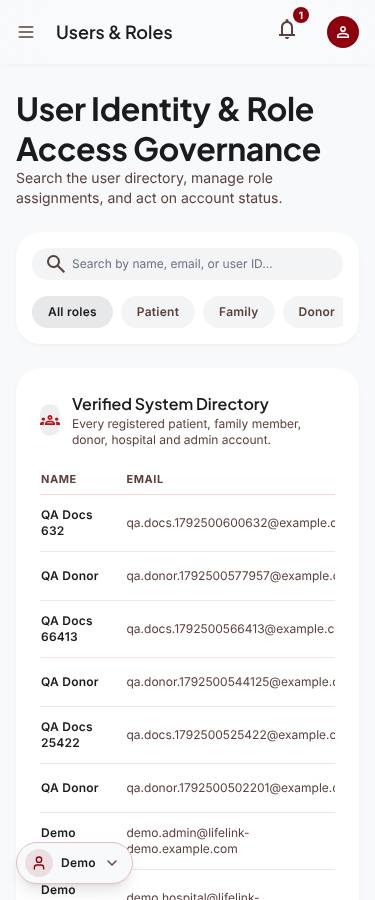 Users & Roles
1
User Identity & Role
Access Governance
Search the user directory, manage role
assignments, and act on account status.
Search by name, email, or user ID...
All roles
Patient
Family
Donor
Verified System Directory
Every registered patient, family member,
donor, hospital and admin account.
NAME
EMAIL
QA Docs
632
qa.docs.1792500600632@example.c
QA Donor
qa.donor.1792500577957@example.c
QA Docs
66413
qa.docs.1792500566413@example.c
QA Donor
qa.donor.1792500544125@example.c
QA Docs
25422
qa.docs.1792500525422@example.c
QA Donor
qa.donor.1792500502201@example.c
Demo
demo.admin@lifelink-
demo.example.com
Demo
Demo
demo.hospital@lifelink-